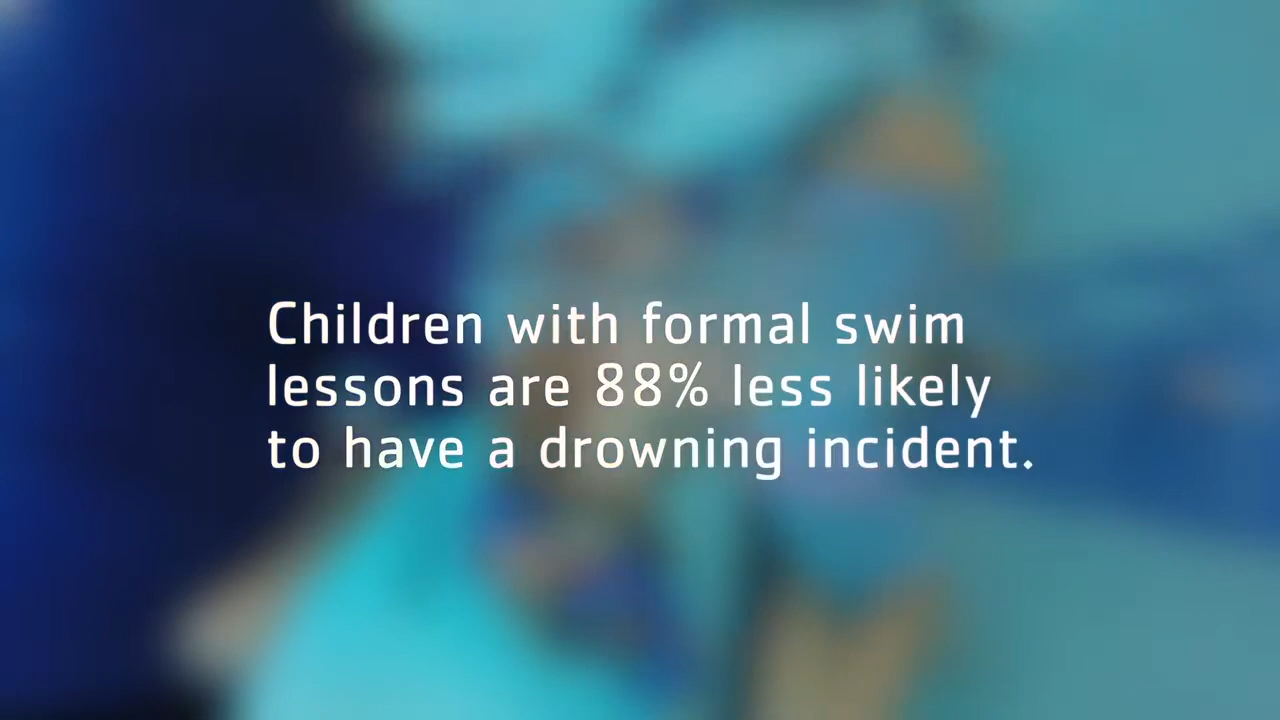 Children with formal swim
lessons are 88% less likely
to have a drowning incident.